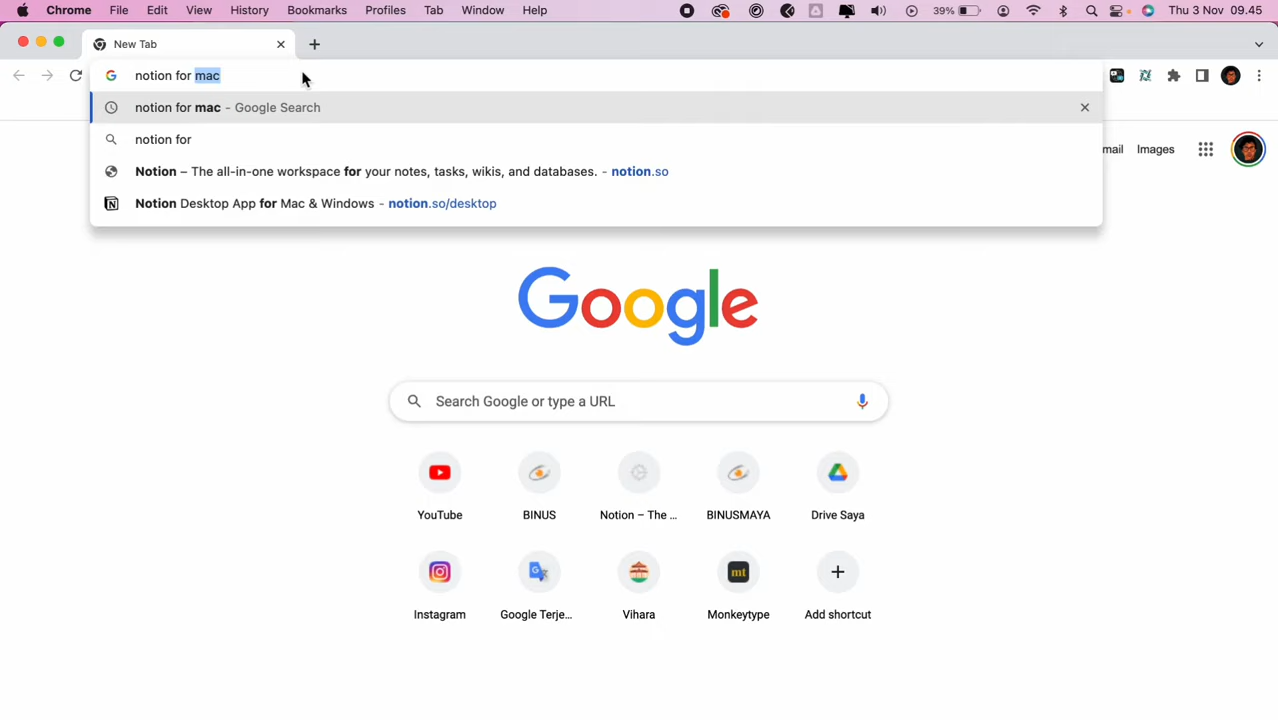 Chrome File Edit View History Bookmarks Profiles Tab Window Help 39% Thu 3 Nov 09.45
New Tab
notion for mac
notion for mac - Google Search
notion for
Notion – The all-in-one workspace for your notes, tasks, wikis, and databases. - notion.so
Notion Desktop App for Mac & Windows - notion.so/desktop
mail Images
Google
Search Google or type a URL
YouTube BINUS Notion – The ... BINUSMAYA Drive Saya
mt
Instagram Google Terje... Vihara Monkeytype Add shortcut